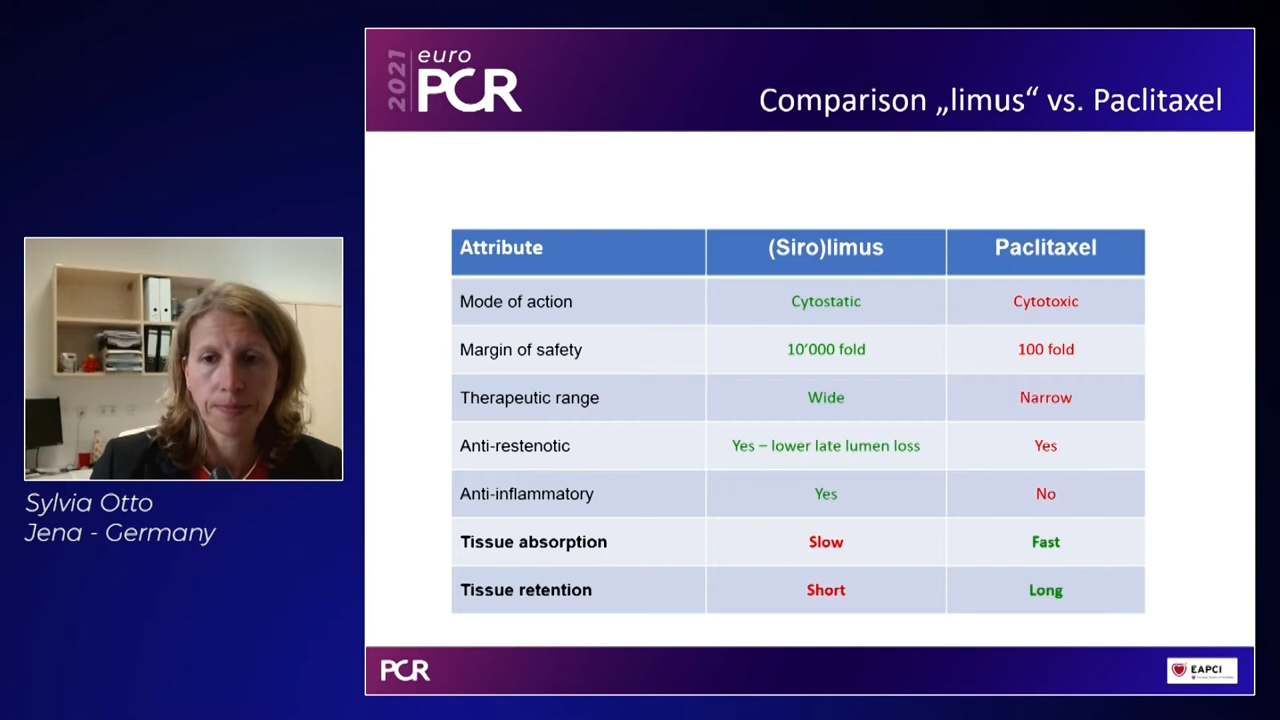 2021
euro
PCR
Comparison „limus“ vs. Paclitaxel
Attribute (Siro)limus Paclitaxel
Mode of action Cytostatic Cytotoxic
Margin of safety 10’000 fold 100 fold
Therapeutic range Wide Narrow
Anti-restenotic Yes – lower late lumen loss Yes
Anti-inflammatory Yes No
Tissue absorption Slow Fast
Tissue retention Short Long
Sylvia Otto
Jena - Germany
PCR
EAPCI